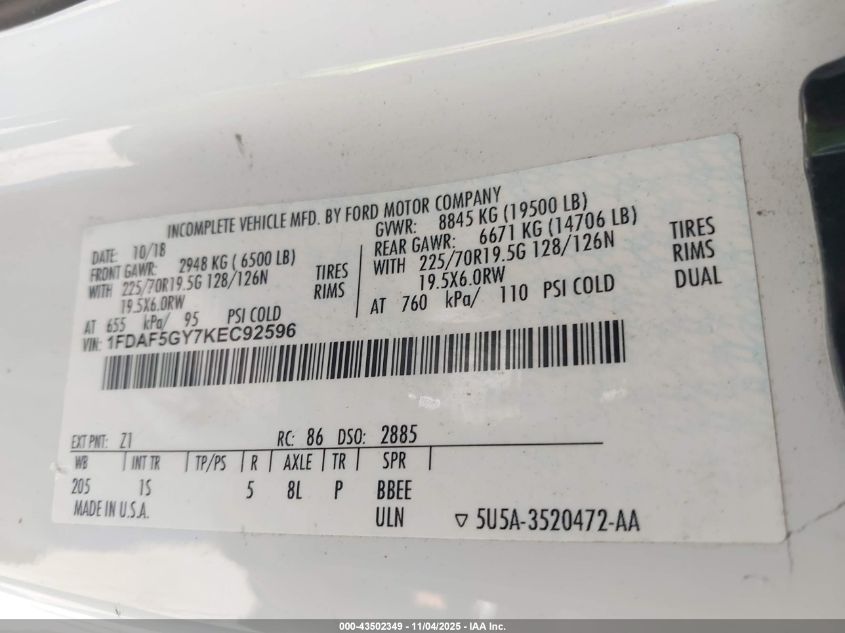 INCOMPLETE VEHICLE MFD. BY FORD MOTOR COMPANY
DATE: 10/18
FRONT GAWR: 2948 KG ( 6500 LB)
WITH 225/70R19.5G 128/126N TIRES
19.5X6.0RW RIMS
AT 655 kPa/ 95 PSI COLD
GVWR: 8845 KG (19500 LB)
REAR GAWR: 6671 KG (14706 LB)
WITH 225/70R19.5G 128/126N TIRES
19.5X6.0RW RIMS
AT 760 kPa/ 110 PSI COLD DUAL
VIN: 1FDAF5GY7KEC92596
EXT PNT: Z1 RC: 86 DSO: 2885
WB INT TR TP/PS R AXLE TR SPR
205 1S 5 8L P BBEE
MADE IN U.S.A. ULN ▽ 5U5A-3520472-AA
000-43502349 - 11/04/2025 - IAA Inc.